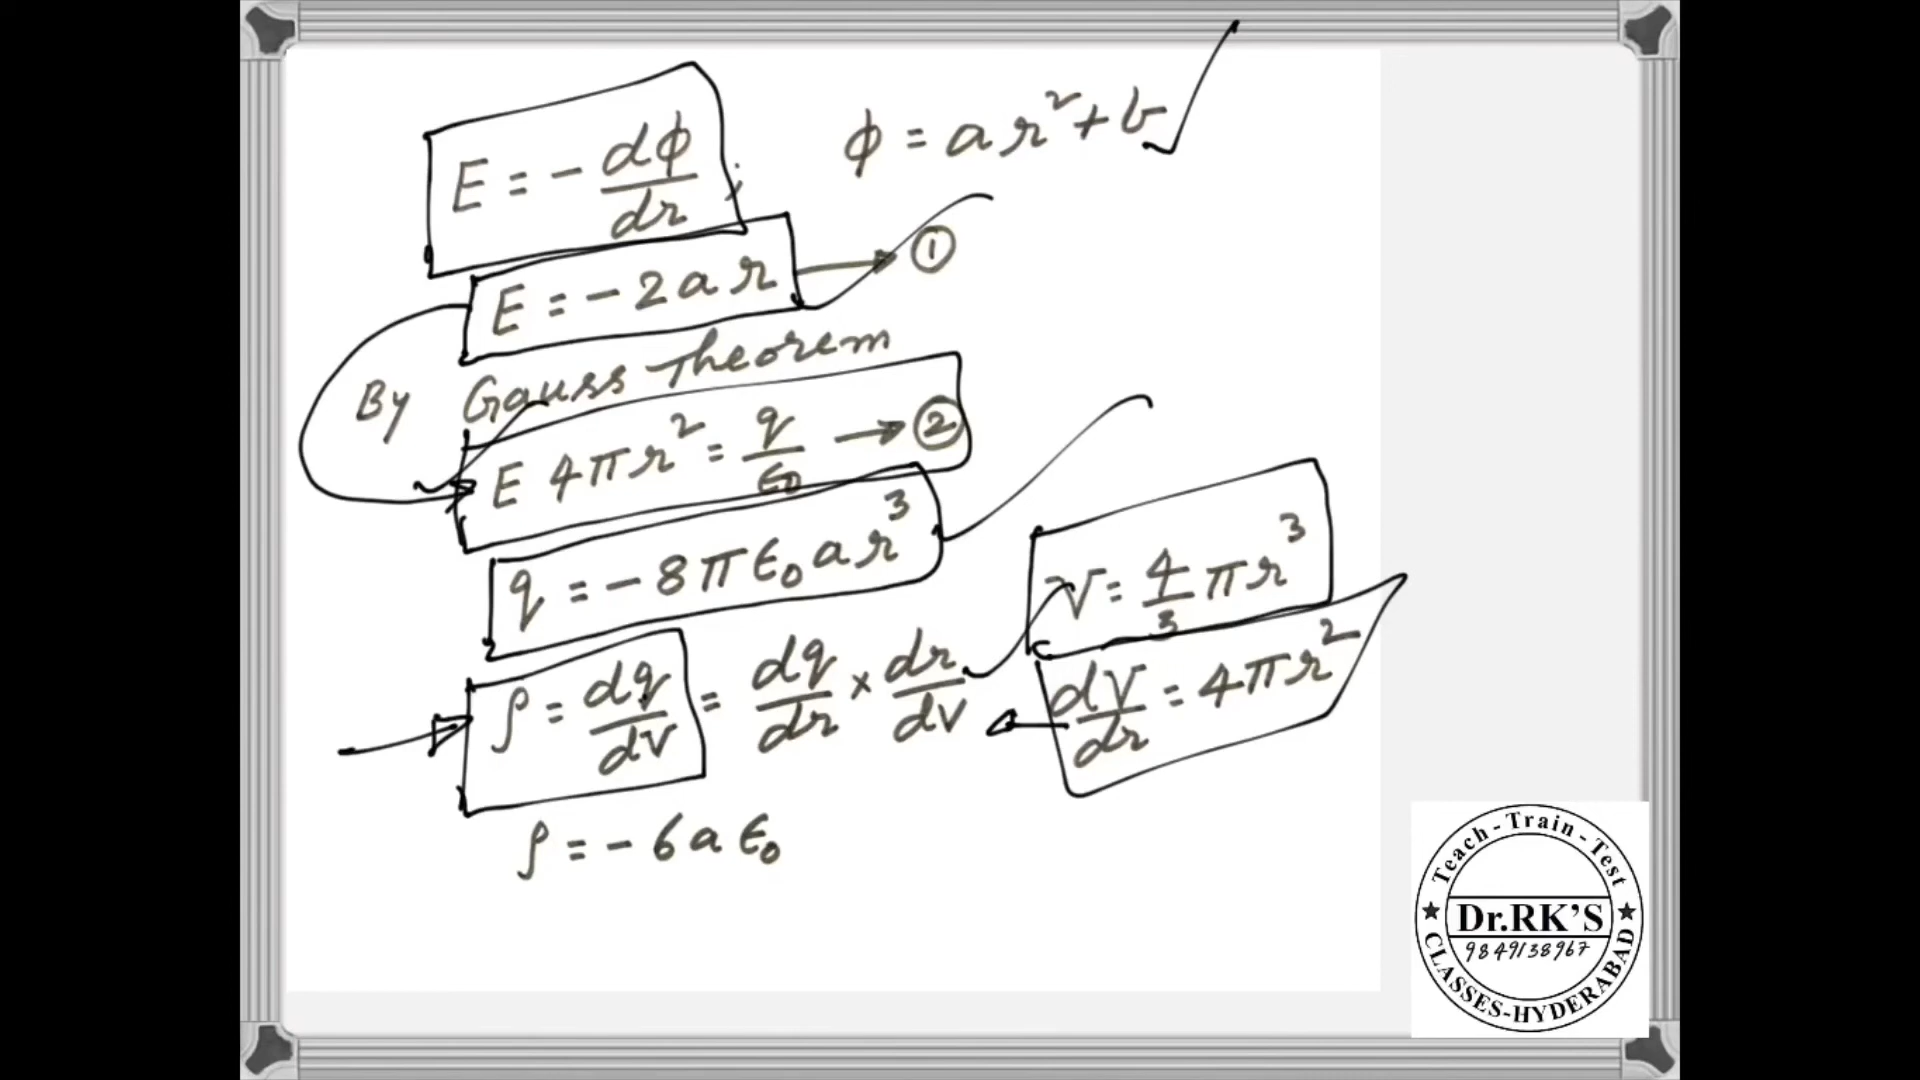 E = - dϕ/dr ; ϕ = ar² + b
E = - 2ar → ①
By Gauss Theorem
E 4πr² = q/ϵ₀ → ②
q = - 8πϵ₀ar³
V = 4/3 πr³
ρ = dq/dV = dq/dr × dr/dV
dV/dr = 4πr²
ρ = - 6aϵ₀
Teach-Train-Test
Dr.RK'S
9849138967
CLASSES-HYDERABAD